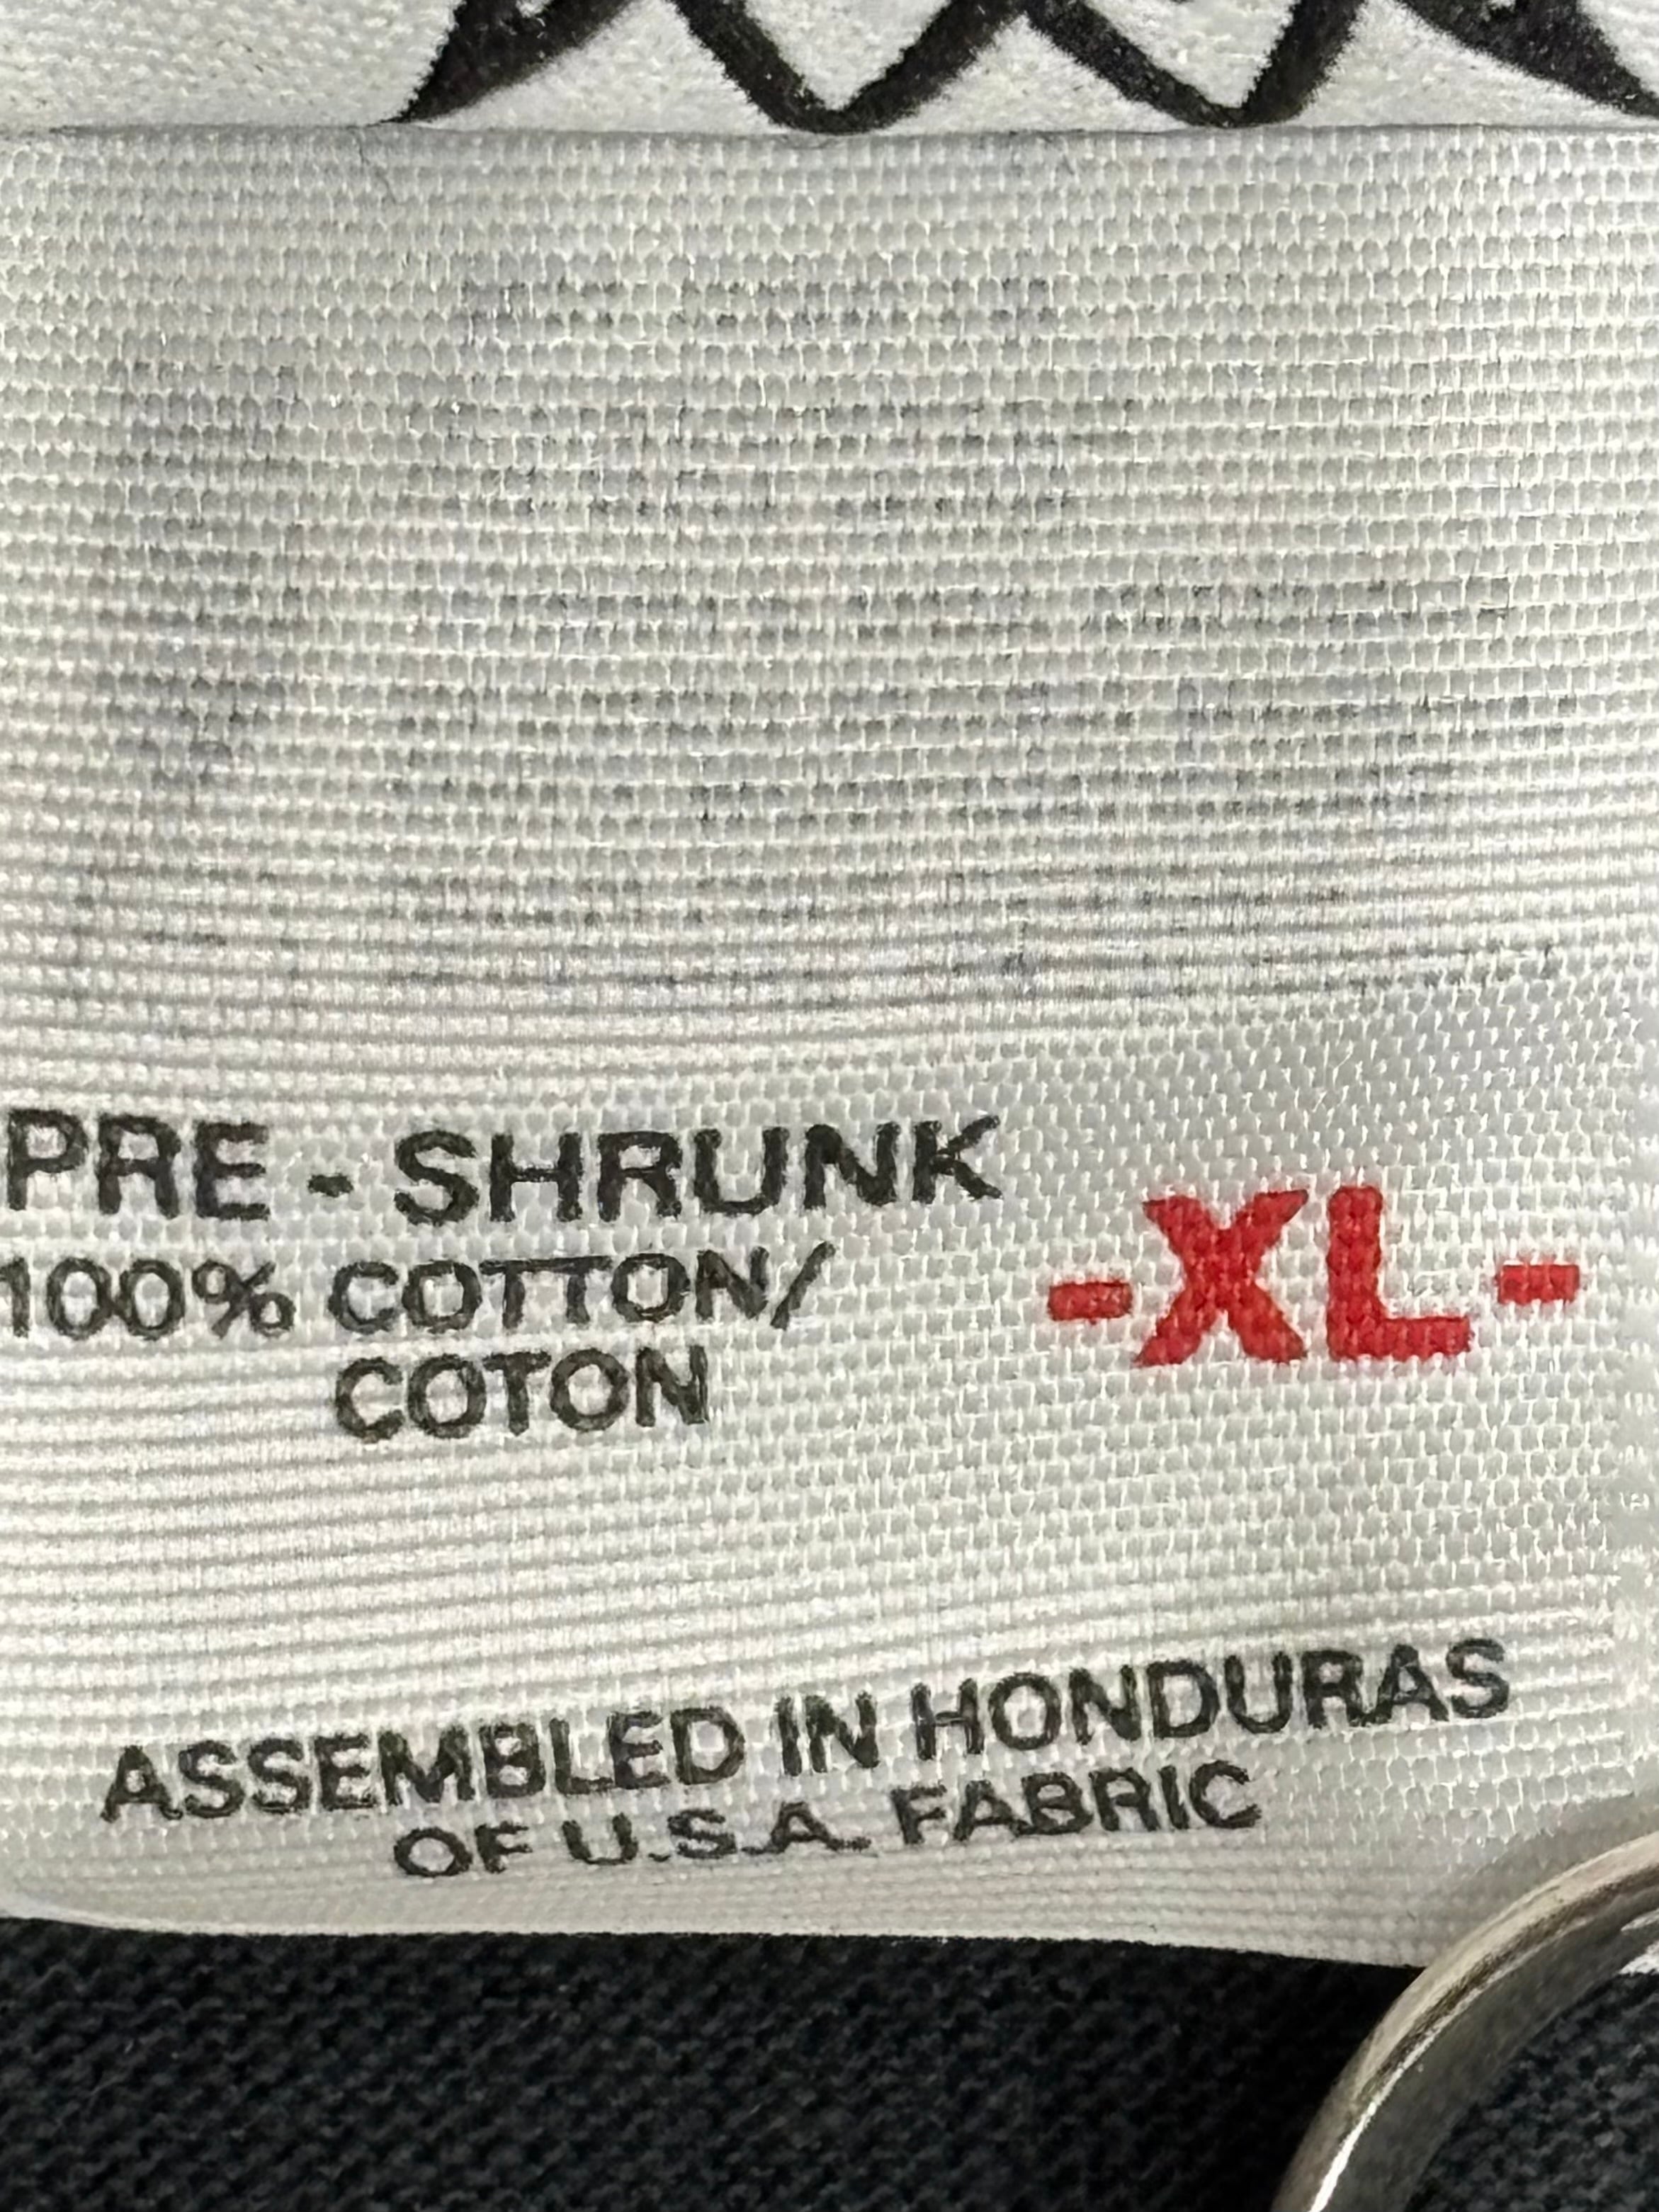 PRE - SHRUNK
100% COTTON/
COTON
-XL-
ASSEMBLED IN HONDURAS
OF U.S.A. FABRIC